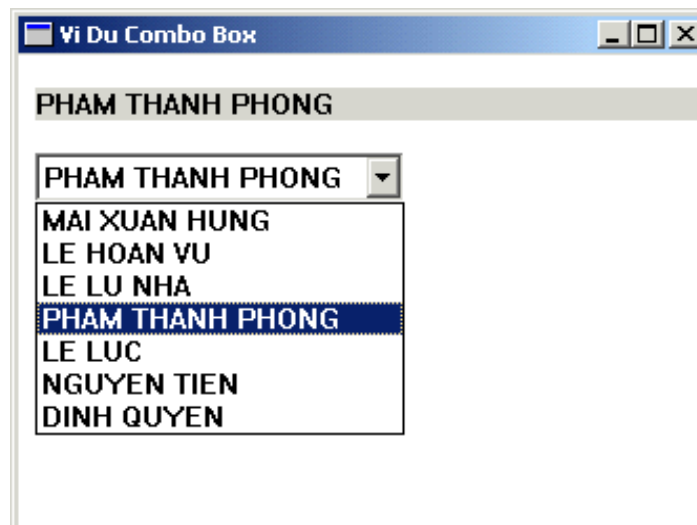 Vi Du Combo Box
PHAM THANH PHONG
PHAM THANH PHONG
MAI XUAN HUNG
LE HOAN VU
LE LU NHA
PHAM THANH PHONG
LE LUC
NGUYEN TIEN
DINH QUYEN